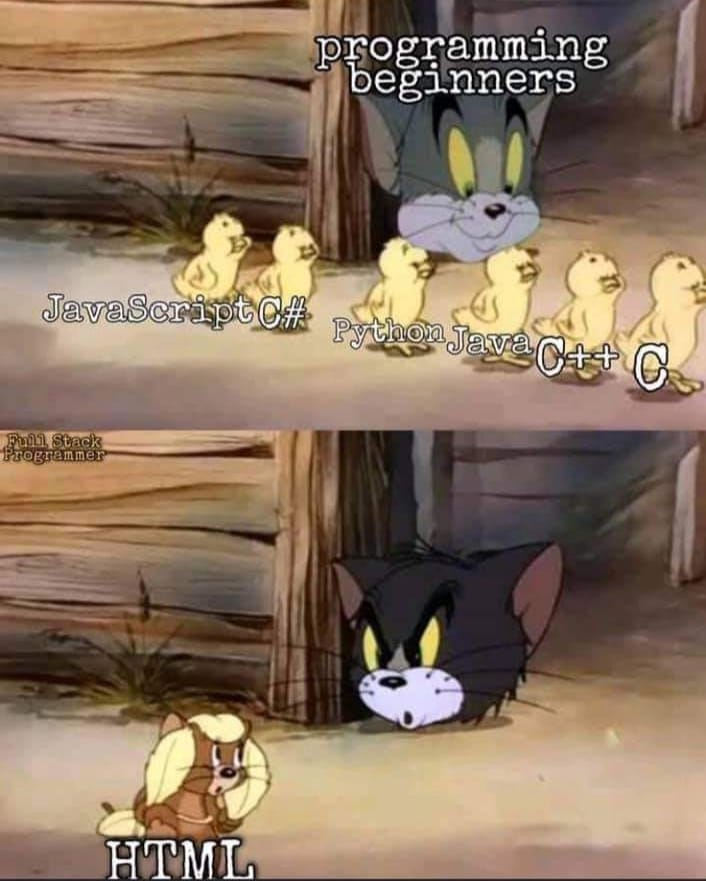 programming
beginners
JavaScript C# Python Java C++ C
Full Stack
Programmer
HTML